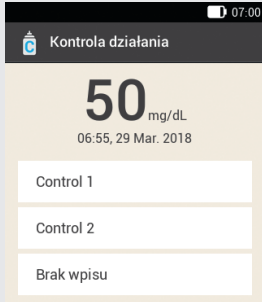 07:00
C Kontrola działania
50 mg/dL
06:55, 29 Mar. 2018
Control 1
Control 2
Brak wpisu